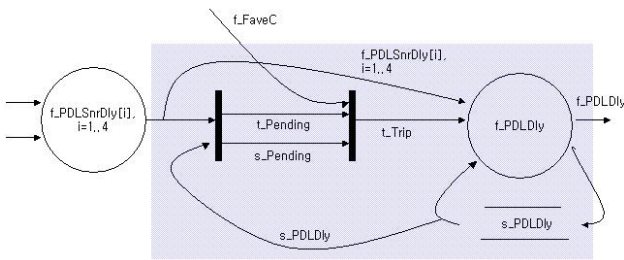 f_FaveC
f_PDLSnrDly[i],
i=1,,4
f_PDLSnrDly[i],
i=1,,4
t_Pending
s_Pending
t_Trip
f_PDLDly
f_PDLDly
s_PDLDly
s_PDLDly